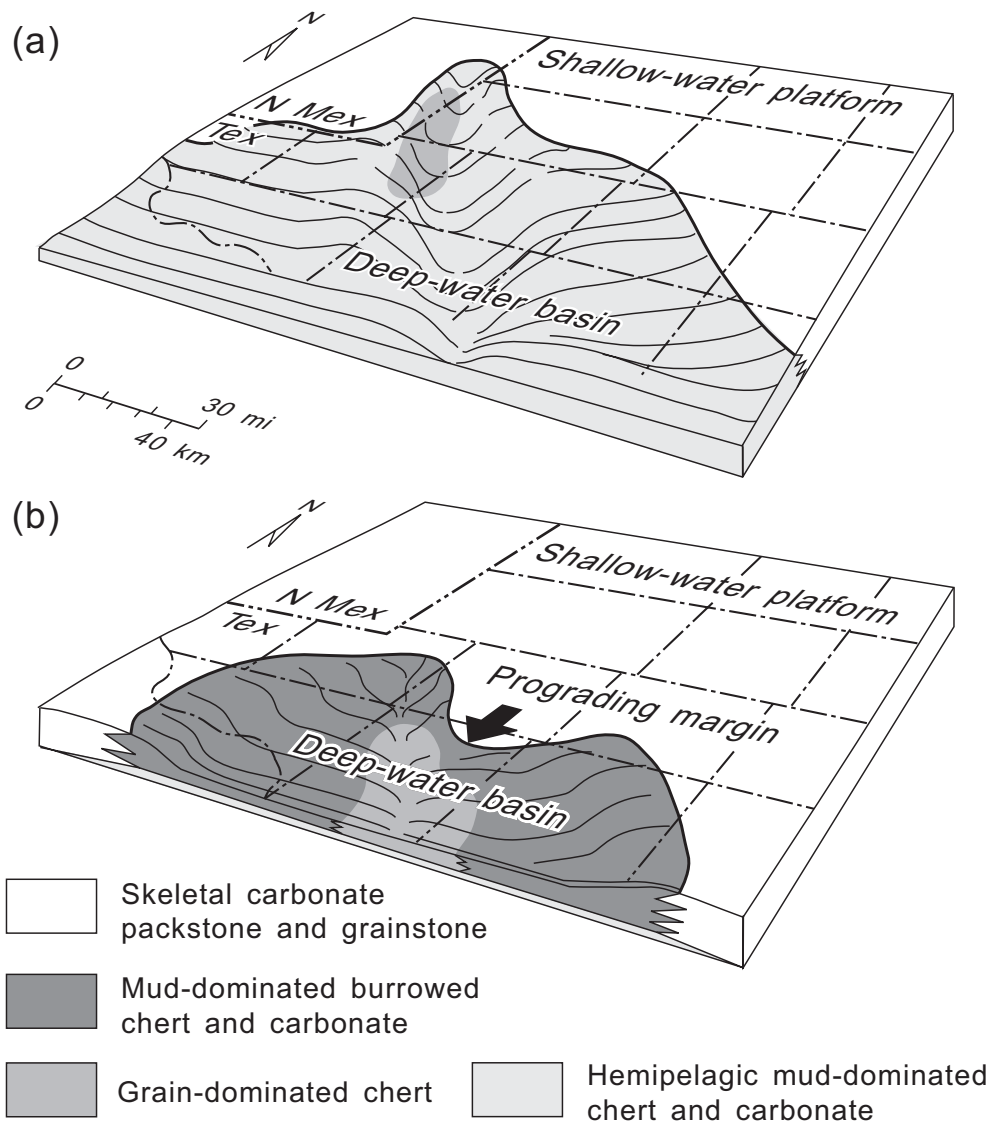 (a)
N
Shallow-water platform
N Mex
Tex
Deep-water basin
0
0
30 mi
40 km
(b)
N
Shallow-water platform
N Mex
Tex
Prograding margin
Deep-water basin
Skeletal carbonate
packstone and grainstone
Mud-dominated burrowed
chert and carbonate
Grain-dominated chert
Hemipelagic mud-dominated
chert and carbonate